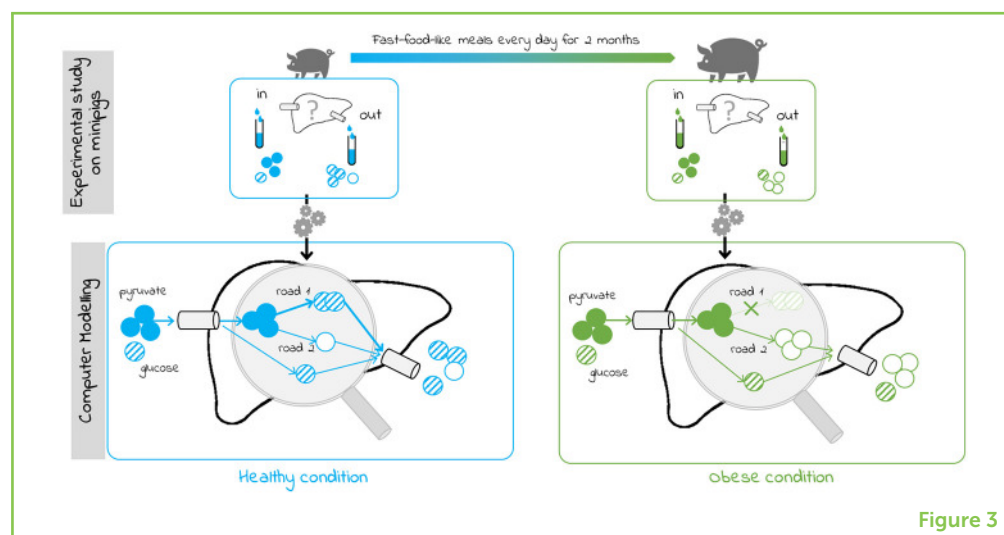 Fast-food-like meals every day for 2 months
Experimental study
on minipigs
in
?
out
in
?
out
Computer Modelling
pyruvate
glucose
road 1
road 2
Healthy condition
pyruvate
glucose
road 1
road 2
Obese condition
Figure 3